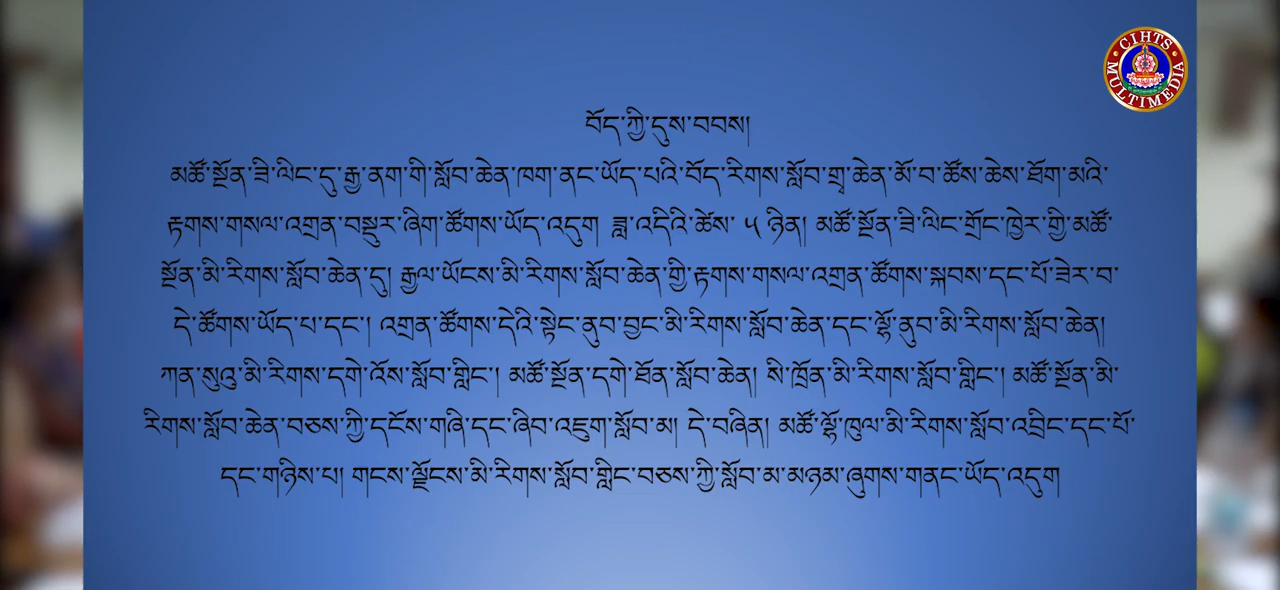 CIHTS MULTIMEDIA
བོད་ཀྱི་དུས་བབས།
མཚོ་སྔོན་ཟི་ལིང་དུ་རྒྱ་ནག་གི་སློབ་ཆེན་ཁག་ནང་ཡོད་པའི་བོད་རིགས་སློབ་གྲྭ་ཆེན་མོ་བ་ཚོས་ཆེས་ཐོག་མའི་
རྟགས་གསལ་འགྲན་བསྡུར་ཞིག་ཚོགས་ཡོད་འདུག ཟླ་འདིའི་ཚེས་ ༥ ཉིན། མཚོ་སྔོན་ཟི་ལིང་གྲོང་ཁྱེར་གྱི་མཚོ་
སྔོན་མི་རིགས་སློབ་ཆེན་དུ། རྒྱལ་ཡོངས་མི་རིགས་སློབ་ཆེན་གྱི་རྟགས་གསལ་འགྲན་ཚོགས་སྐབས་དང་པོ་ཟེར་བ་
དེ་ཚོགས་ཡོད་པ་དང་། འགྲན་ཚོགས་དེའི་སྟེང་ནུབ་བྱང་མི་རིགས་སློབ་ཆེན་དང་ལྷོ་ནུབ་མི་རིགས་སློབ་ཆེན།
ཀན་སུའུ་མི་རིགས་དགེ་འོས་སློབ་གླིང་། མཚོ་སྔོན་དགེ་ཐོན་སློབ་ཆེན། སི་ཁྲོན་མི་རིགས་སློབ་གླིང་། མཚོ་སྔོན་མི་
རིགས་སློབ་ཆེན་བཅས་ཀྱི་དངོས་གཞི་དང་ཞིབ་འཇུག་སློབ་མ། དེ་བཞིན། མཚོ་ལྷོ་ཁུལ་མི་རིགས་སློབ་འབྲིང་དང་པོ་
དང་གཉིས་པ། གངས་ལྗོངས་མི་རིགས་སློབ་གླིང་བཅས་ཀྱི་སློབ་མ་མཉམ་ཞུགས་གནང་ཡོད་འདུག